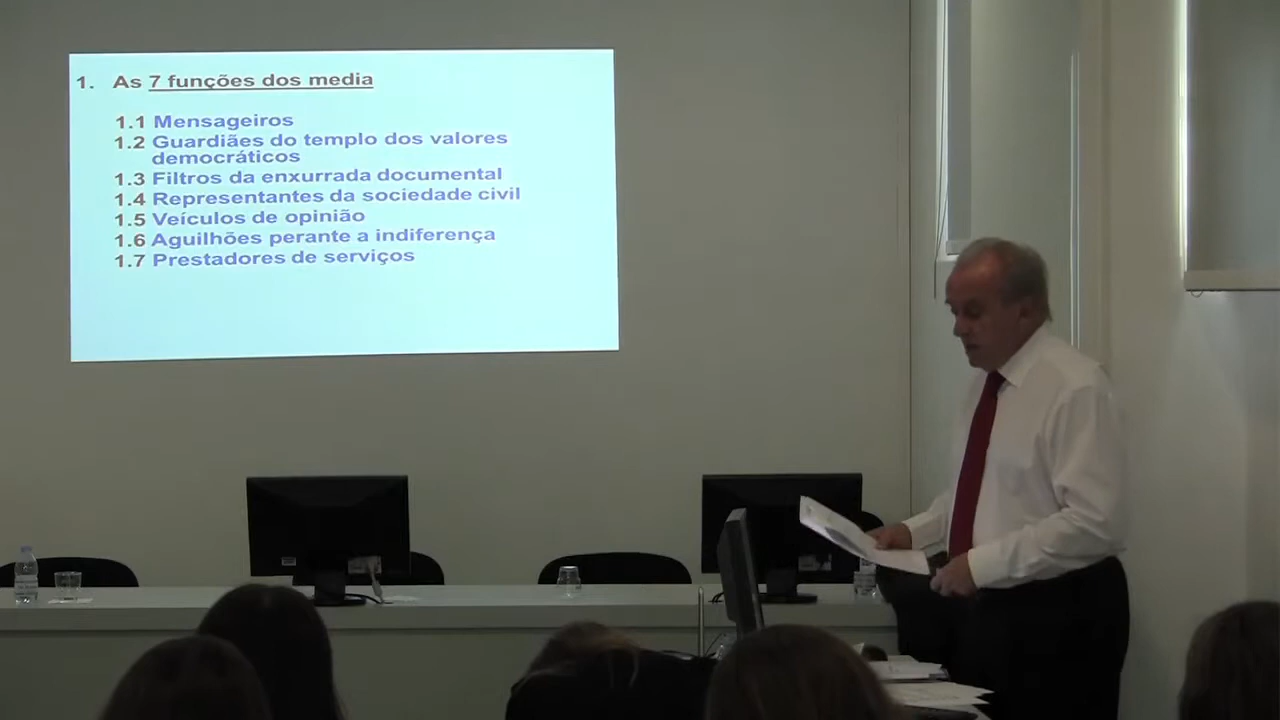 1. As 7 funções dos media
1.1 Mensageiros
1.2 Guardiães do templo dos valores
democráticos
1.3 Filtros da enxurrada documental
1.4 Representantes da sociedade civil
1.5 Veículos de opinião
1.6 Aguilhões perante a indiferença
1.7 Prestadores de serviços